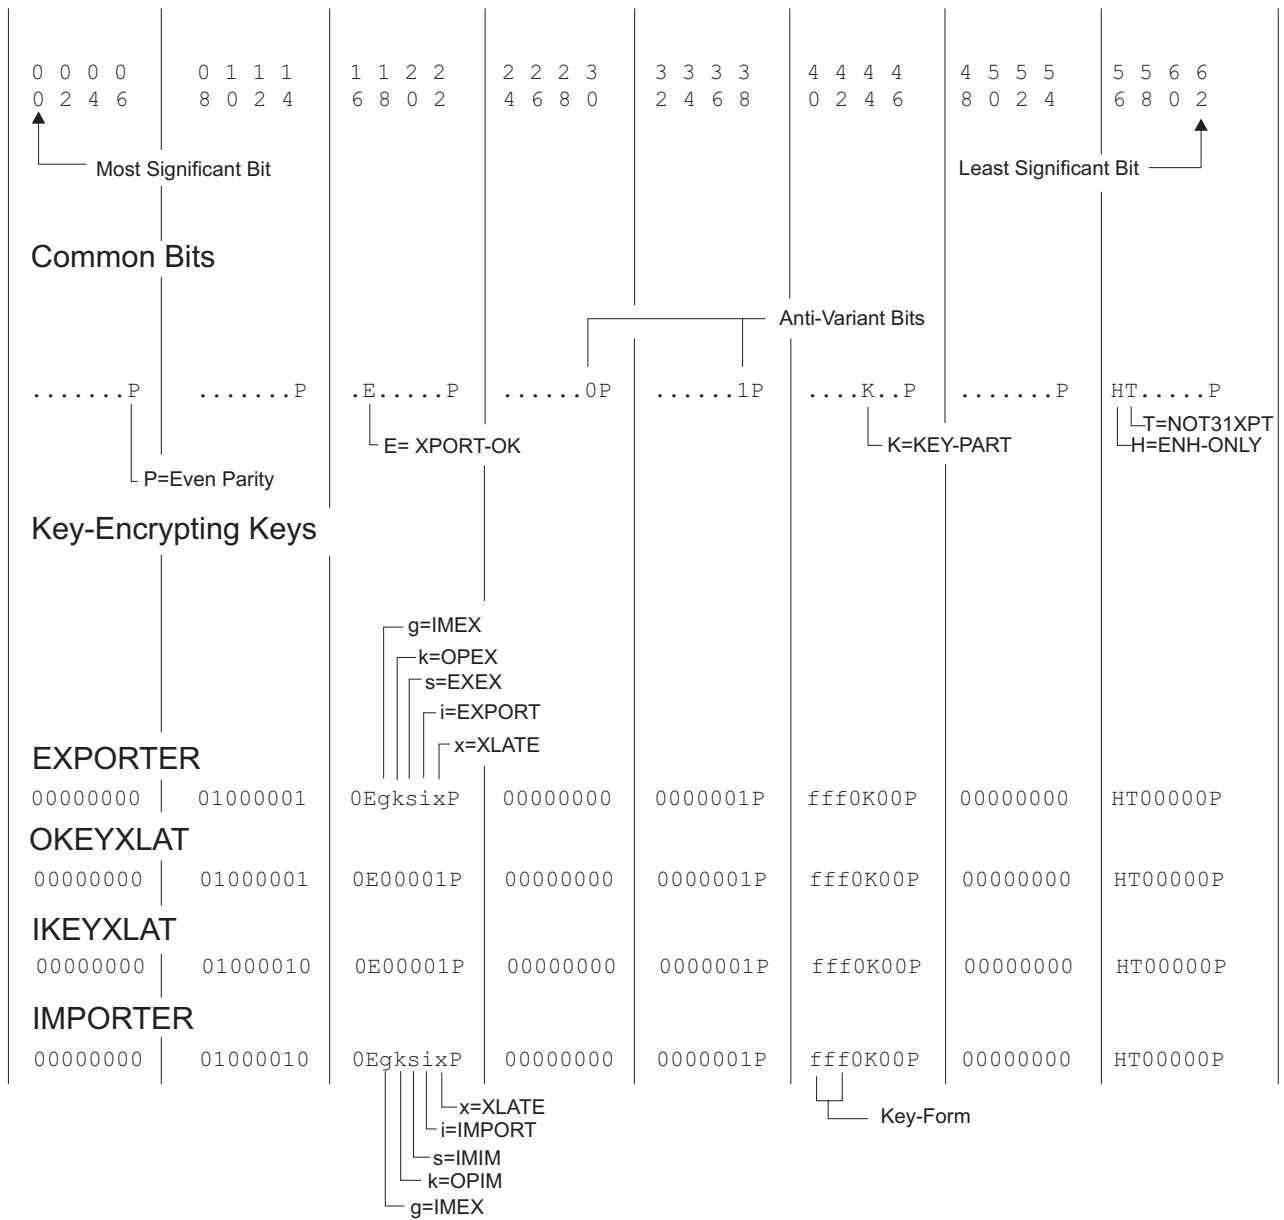 0 0 0 0 0 1 1 1 1 1 2 2 2 2 2 3 3 3 3 3 4 4 4 4 4 5 5 5 5 5 6 6
0 2 4 6 8 0 2 4 6 8 0 2 4 6 8 0 2 4 6 8 0 2 4 6 8 0 2 4 6 8 0 2
Most Significant Bit Least Significant Bit
Common Bits
Anti-Variant Bits
.......P .......P .E.....P ......0P ......1P ....K..P .......P HT.....P
T=NOT31XPT
E= XPORT-OK K=KEY-PART H=ENH-ONLY
P=Even Parity
Key-Encrypting Keys
g=IMEX
k=OPEX
s=EXEX
i=EXPORT
x=XLATE
EXPORTER
00000000 01000001 0EgksixP 00000000 0000001P fff0K00P 00000000 HT00000P
OKEYXLAT
00000000 01000001 0E00001P 00000000 0000001P fff0K00P 00000000 HT00000P
IKEYXLAT
00000000 01000010 0E00001P 00000000 0000001P fff0K00P 00000000 HT00000P
IMPORTER
00000000 01000010 0EgksixP 00000000 0000001P fff0K00P 00000000 HT00000P
x=XLATE Key-Form
i=IMPORT
s=IMIM
k=OPIM
g=IMEX